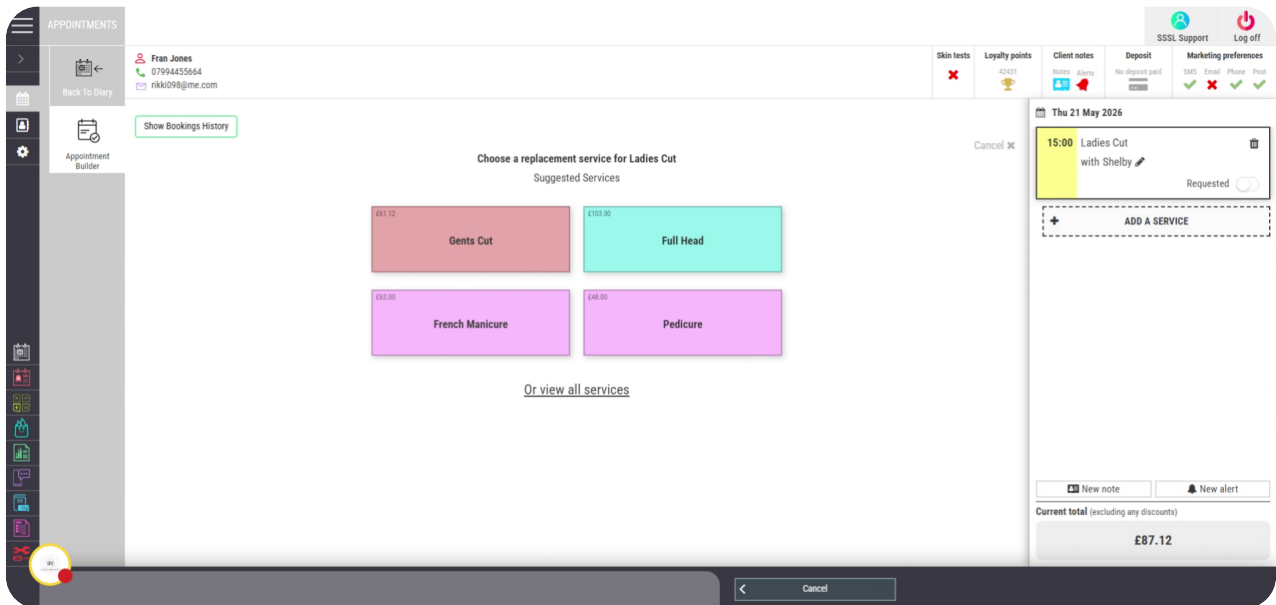 APPOINTMENTS
SSSL Support
Log off
Back To Diary
Appointment
Builder
Fran Jones
07994455664
rikki098@me.com
Skin tests
Loyalty points
42431
Client notes
Notes Alerts
Deposit
No deposit paid
Marketing preferences
SMS Email Phone Post
Show Bookings History
Cancel
Choose a replacement service for Ladies Cut
Suggested Services
£61.12
Gents Cut
£103.00
Full Head
£63.00
French Manicure
£48.00
Pedicure
Or view all services
Thu 21 May 2026
15:00 Ladies Cut
with Shelby
Requested
ADD A SERVICE
New note
New alert
Current total (excluding any discounts)
£87.12
Cancel